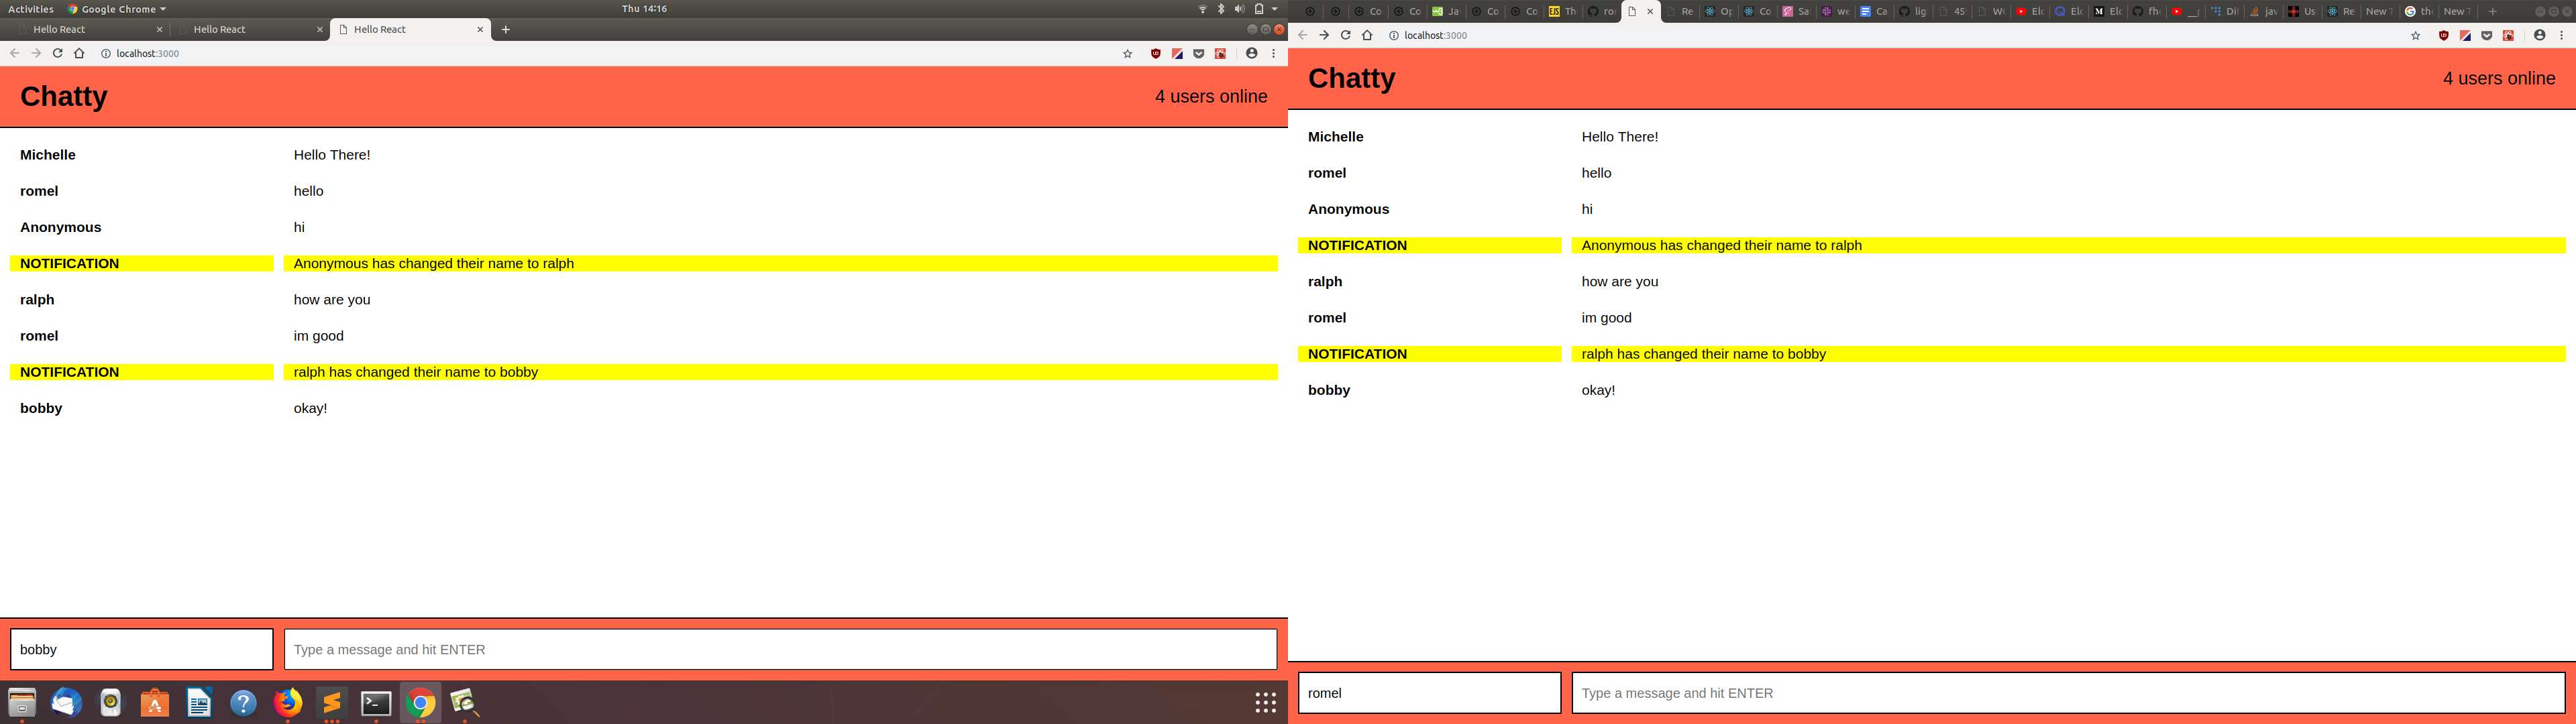 Activities Google Chrome Thu 14:16
Hello React Hello React Hello React
localhost:3000
Chatty 4 users online
Michelle Hello There!
romel hello
Anonymous hi
NOTIFICATION Anonymous has changed their name to ralph
ralph how are you
romel im good
NOTIFICATION ralph has changed their name to bobby
bobby okay!
bobby Type a message and hit ENTER
Co Co Ja Co Co Th ro Re Op Co Sa we Ca lig 45 W Ele Ele Ele fh Di jav Us Re New T the New T
localhost:3000
Chatty 4 users online
Michelle Hello There!
romel hello
Anonymous hi
NOTIFICATION Anonymous has changed their name to ralph
ralph how are you
romel im good
NOTIFICATION ralph has changed their name to bobby
bobby okay!
romel Type a message and hit ENTER